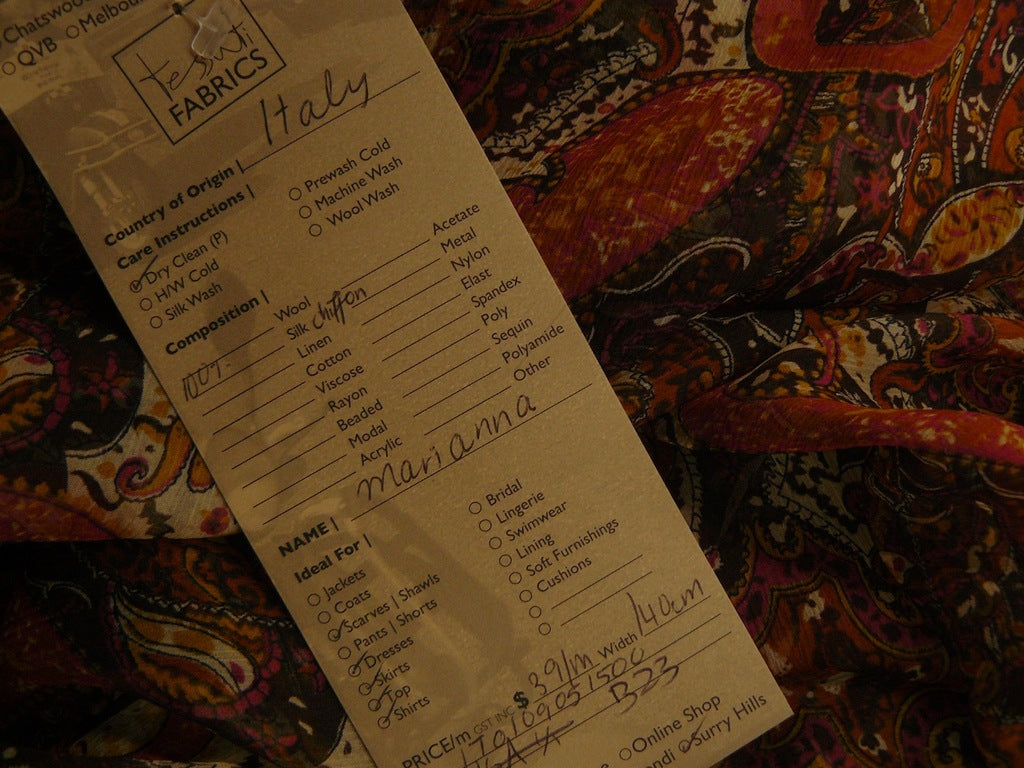 Chatswood
QVB Melbou
tessuti
FABRICS
Country of Origin | Italy
Care Instructions |
Dry Clean (P) Prewash Cold
H/W Cold Machine Wash
Silk Wash Wool Wash
Composition |
Wool Acetate
100% Silk chiffon Metal
Linen Nylon
Cotton Elast
Viscose Spandex
Rayon Poly
Beaded Sequin
Modal Polyamide
Acrylic Other
NAME | Marianna
Ideal For |
Jackets Bridal
Coats Lingerie
Scarves | Shawls Swimwear
Pants | Shorts Lining
Dresses Soft Furnishings
Skirts Cushions
Top
Shirts
PRICE/m GST INC $ 39/m Width 140cm
B23
Online Shop
Surry Hills